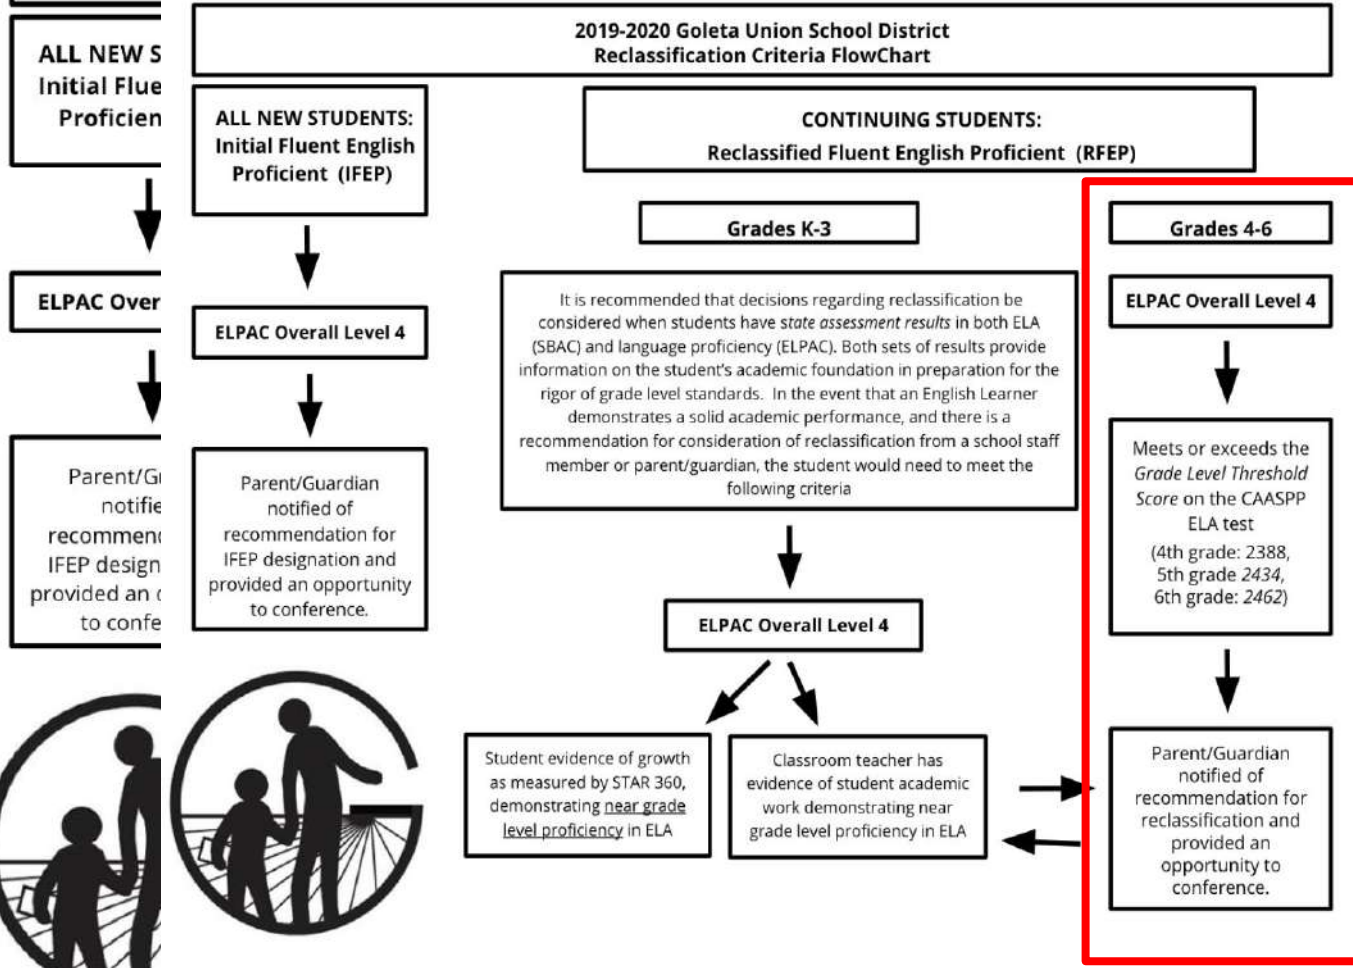 ALL NEW S
Initial Flue
Proficien
ELPAC Over
Parent/G
notifie
recommen
IFEP design
provided an
to confe
2019-2020 Goleta Union School District
Reclassification Criteria FlowChart
ALL NEW STUDENTS:
Initial Fluent English
Proficient (IFEP)
ELPAC Overall Level 4
Parent/Guardian
notified of
recommendation for
IFEP designation and
provided an opportunity
to conference.
CONTINUING STUDENTS:
Reclassified Fluent English Proficient (RFEP)
Grades K-3
It is recommended that decisions regarding reclassification be
considered when students have state assessment results in both ELA
(SBAC) and language proficiency (ELPAC). Both sets of results provide
information on the student's academic foundation in preparation for the
rigor of grade level standards. In the event that an English Learner
demonstrates a solid academic performance, and there is a
recommendation for consideration of reclassification from a school staff
member or parent/guardian, the student would need to meet the
following criteria
ELPAC Overall Level 4
Student evidence of growth
as measured by STAR 360,
demonstrating near grade
level proficiency in ELA
Classroom teacher has
evidence of student academic
work demonstrating near
grade level proficiency in ELA
Grades 4-6
ELPAC Overall Level 4
Meets or exceeds the
Grade Level Threshold
Score on the CAASPP
ELA test
(4th grade: 2388,
5th grade 2434,
6th grade: 2462)
Parent/Guardian
notified of
recommendation for
reclassification and
provided an
opportunity to
conference.